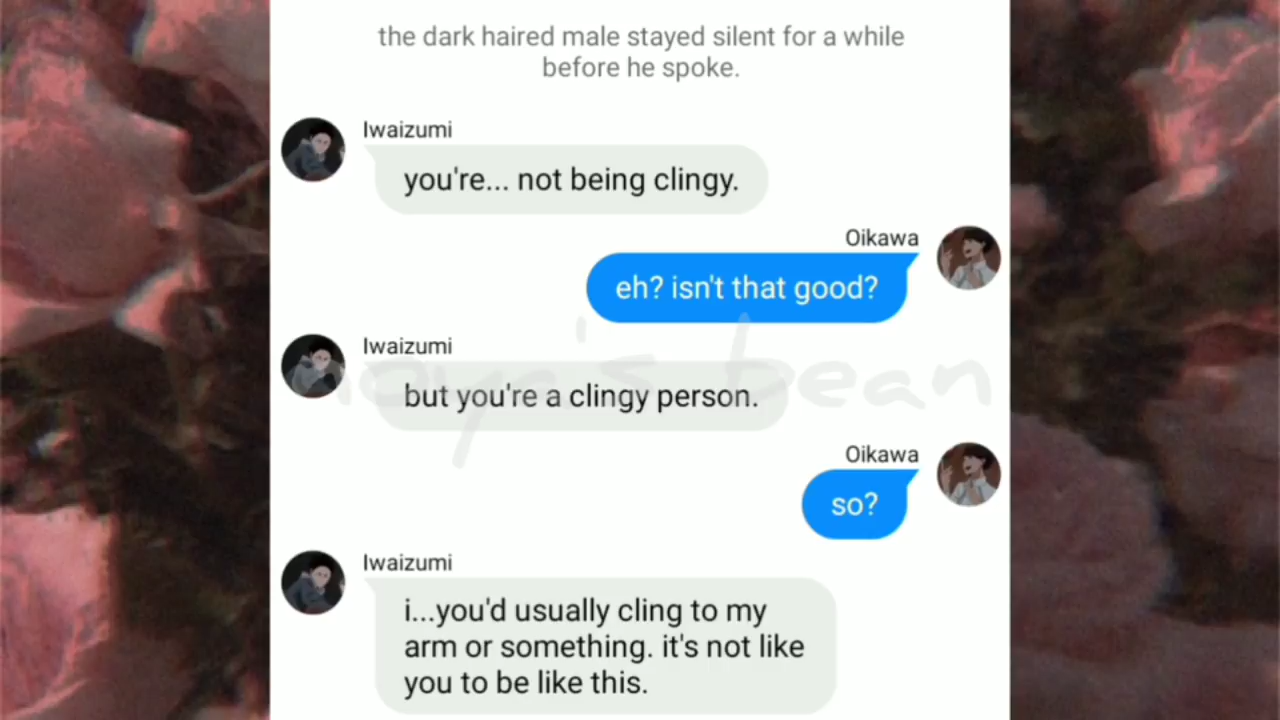 the dark haired male stayed silent for a while
before he spoke.
Iwaizumi
you're... not being clingy.
Oikawa
eh? isn't that good?
Iwaizumi
but you're a clingy person.
Oikawa
so?
Iwaizumi
i...you'd usually cling to my
arm or something. it's not like
you to be like this.
bean